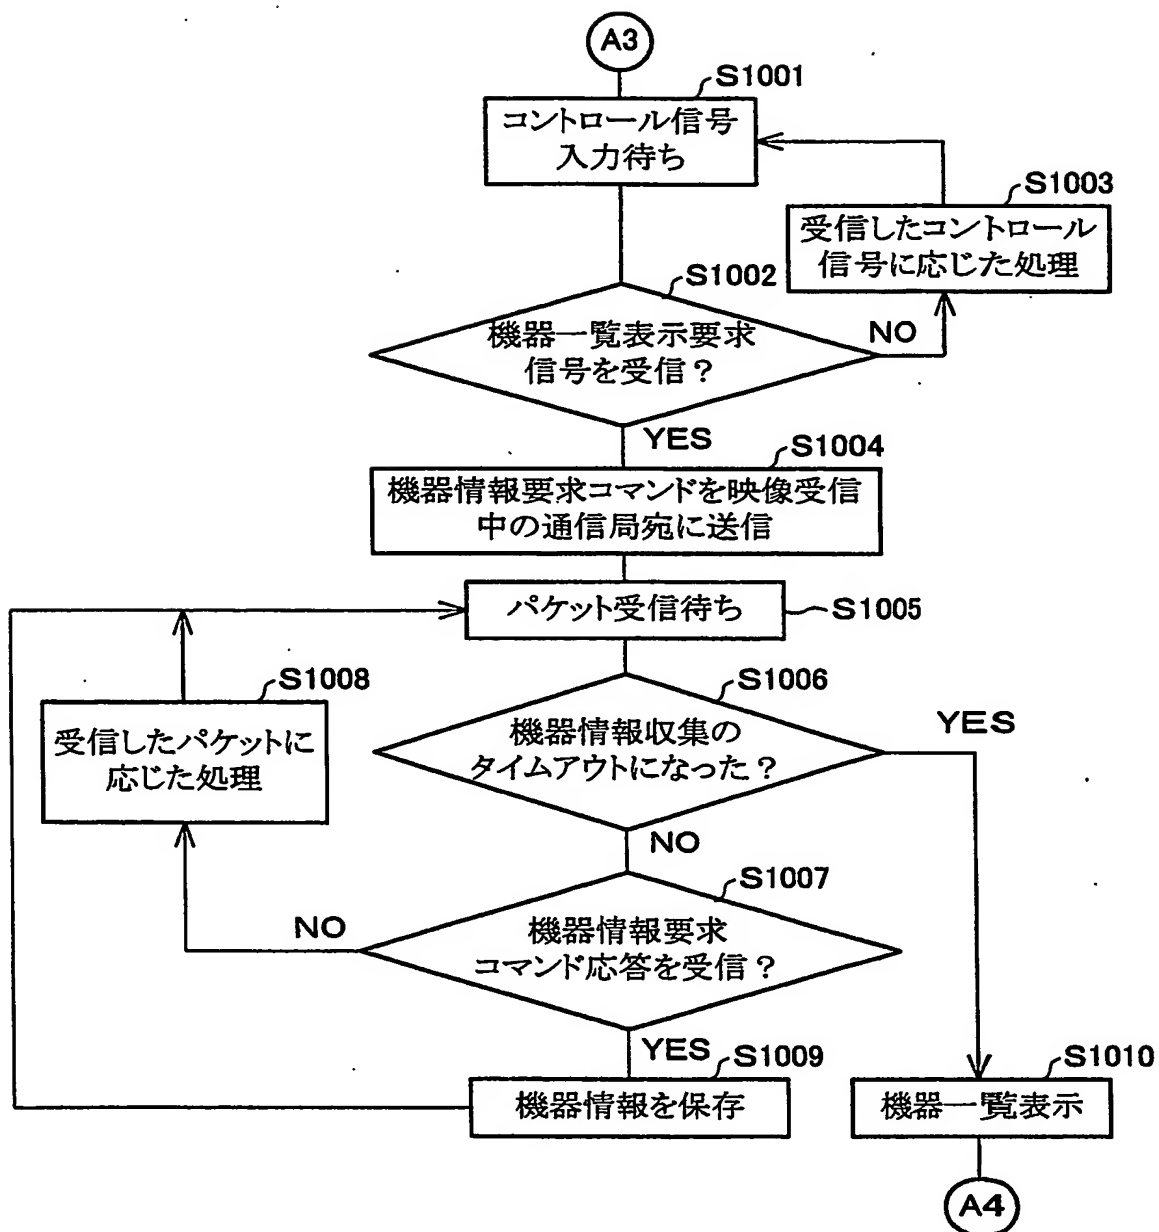 A3
S1001
コントロール信号
入力待ち
S1003
受信したコントロール
信号に応じた処理
S1002
機器一覧表示要求
信号を受信？
NO
YES
S1004
機器情報要求コマンドを映像受信
中の通信局宛に送信
パケット受信待ち
S1005
S1008
受信したパケットに
応じた処理
S1006
機器情報収集の
タイムアウトになった？
YES
NO
S1007
機器情報要求
コマンド応答を受信？
NO
YES
S1009
機器情報を保存
S1010
機器一覧表示
A4